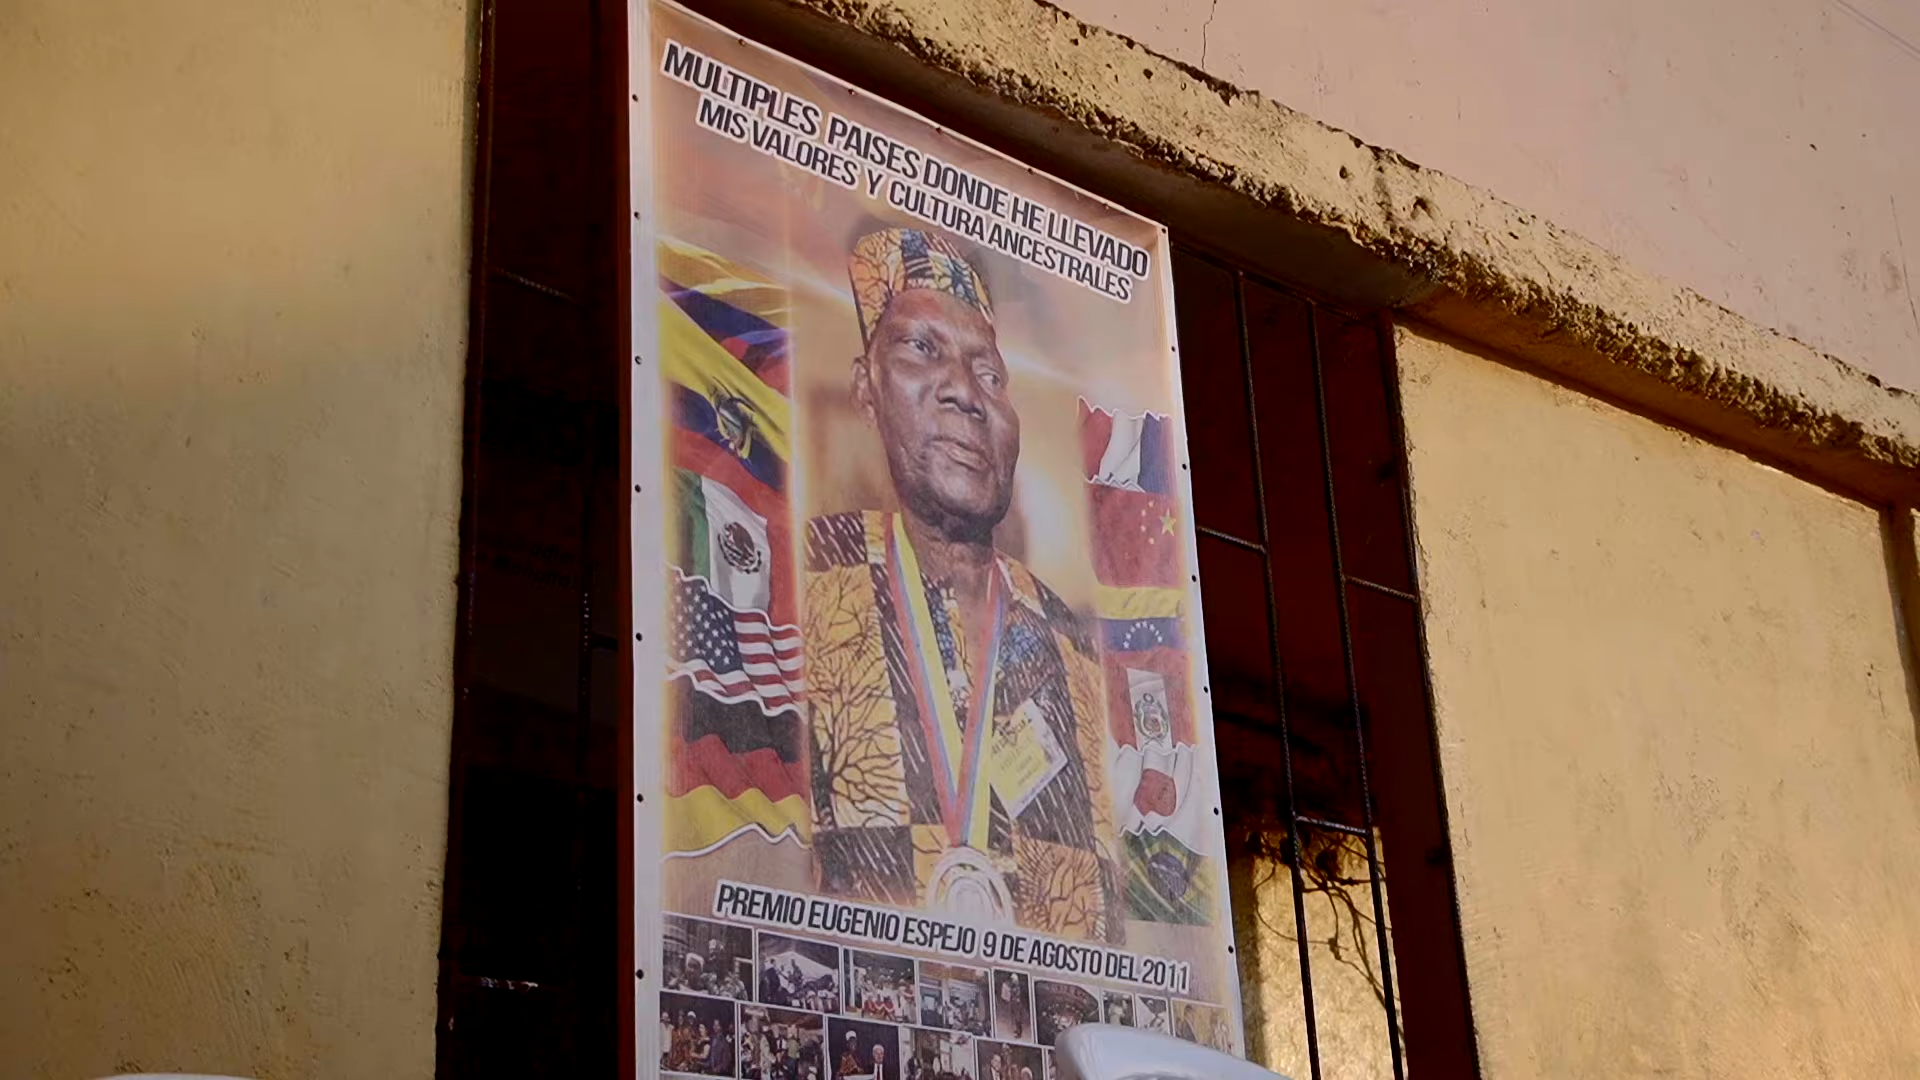 MULTIPLES PAISES DONDE HE LLEVADO
MIS VALORES Y CULTURA ANCESTRALES
PREMIO EUGENIO ESPEJO 9 DE AGOSTO DEL 2011